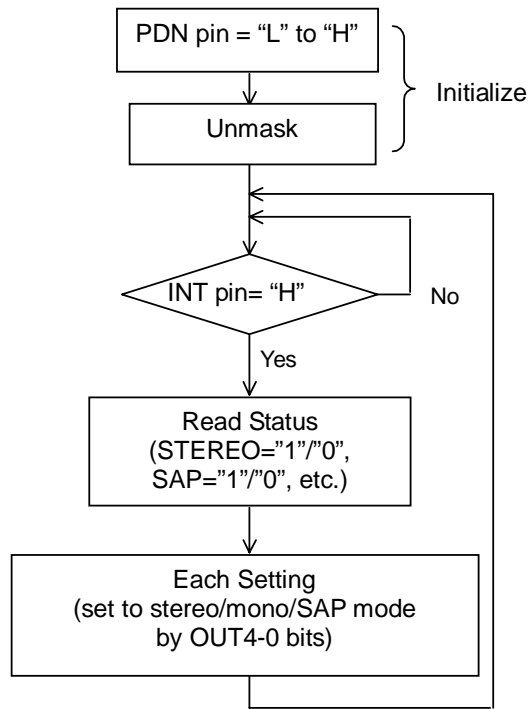 PDN pin = “L” to “H”
Initialize
Unmask
INT pin= “H”
No
Yes
Read Status
(STEREO=”1”/”0”,
SAP=”1”/”0”, etc.)
Each Setting
(set to stereo/mono/SAP mode
by OUT4-0 bits)